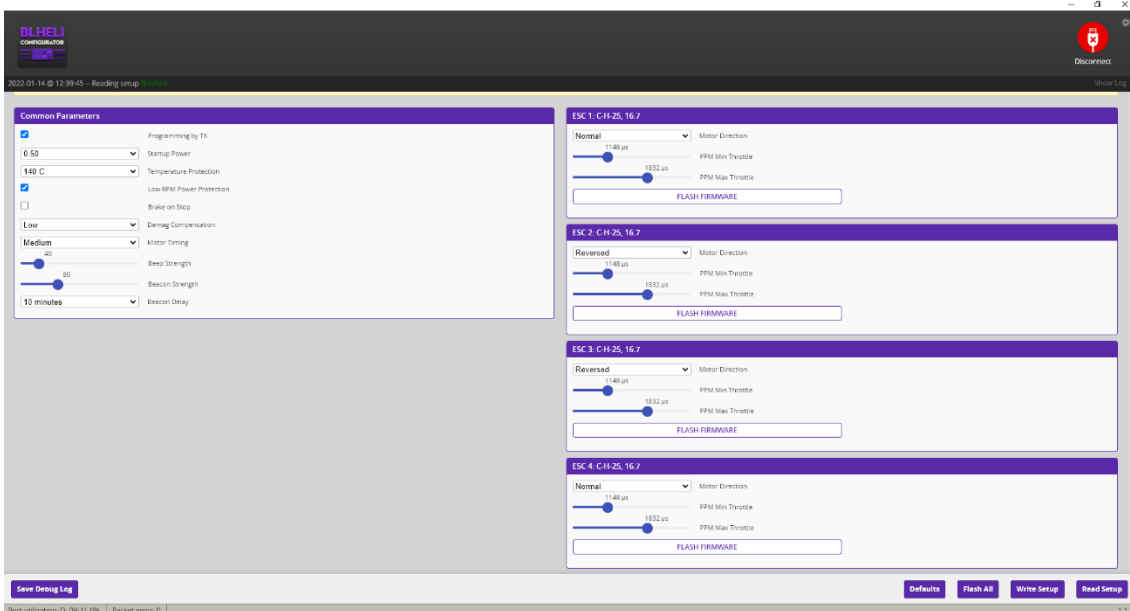 BLHELI
CONFIGURATOR
Disconnect
2022-01-14 @ 12:39:45 -- Reading setup finished
Show Log
Common Parameters
Programming by TX
0.50 Startup Power
140 C Temperature Protection
Low RPM Power Protection
Brake on Stop
Low Demag Compensation
Medium Motor Timing
40
Beep Strength
80
Beacon Strength
10 minutes Beacon Delay
ESC 1: C-H-25, 16.7
Normal Motor Direction
1148 µs
PPM Min Throttle
1832 µs
PPM Max Throttle
FLASH FIRMWARE
ESC 2: C-H-25, 16.7
Reversed Motor Direction
1148 µs
PPM Min Throttle
1832 µs
PPM Max Throttle
FLASH FIRMWARE
ESC 3: C-H-25, 16.7
Reversed Motor Direction
1148 µs
PPM Min Throttle
1832 µs
PPM Max Throttle
FLASH FIRMWARE
ESC 4: C-H-25, 16.7
Normal Motor Direction
1148 µs
PPM Min Throttle
1832 µs
PPM Max Throttle
FLASH FIRMWARE
Save Debug Log
Defaults Flash All Write Setup Read Setup
Port utilization: D: 0% U: 0% Packet error: 0